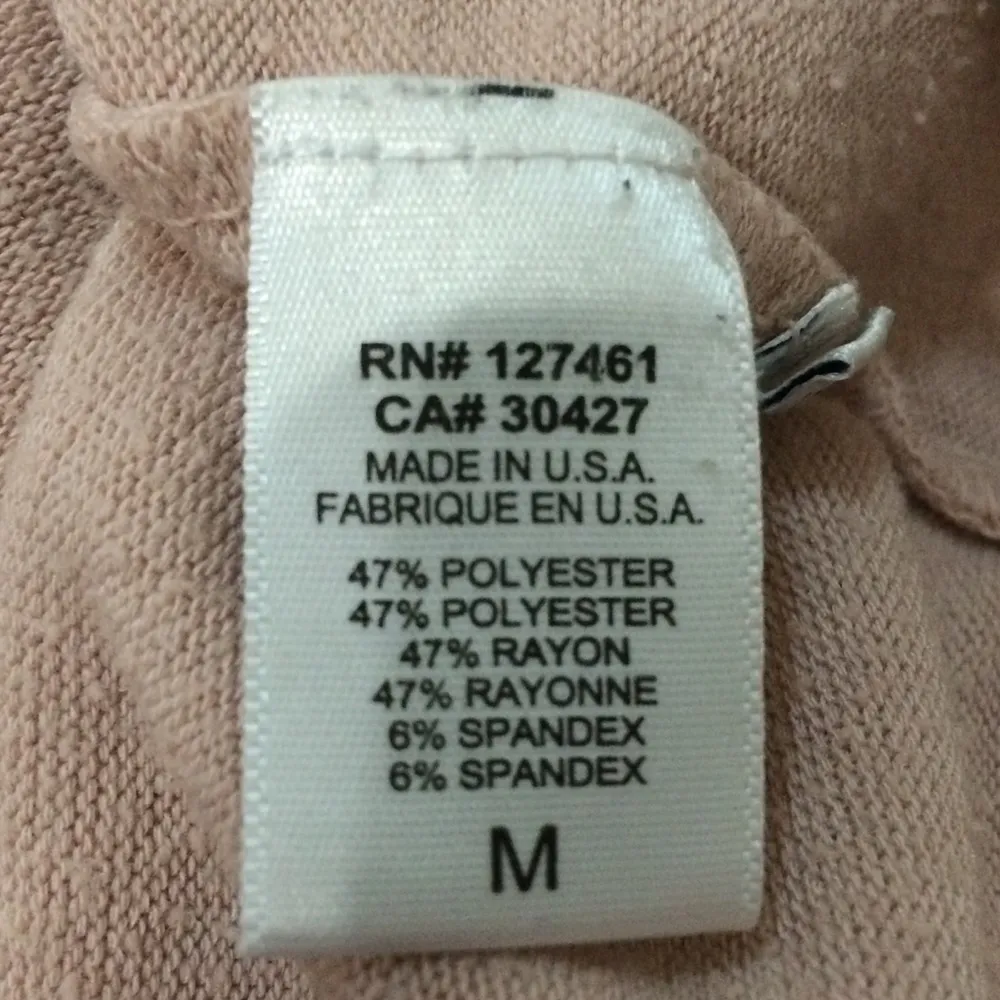 RN# 127461
CA# 30427
MADE IN U.S.A.
FABRIQUE EN U.S.A.
47% POLYESTER
47% POLYESTER
47% RAYON
47% RAYONNE
6% SPANDEX
6% SPANDEX
M